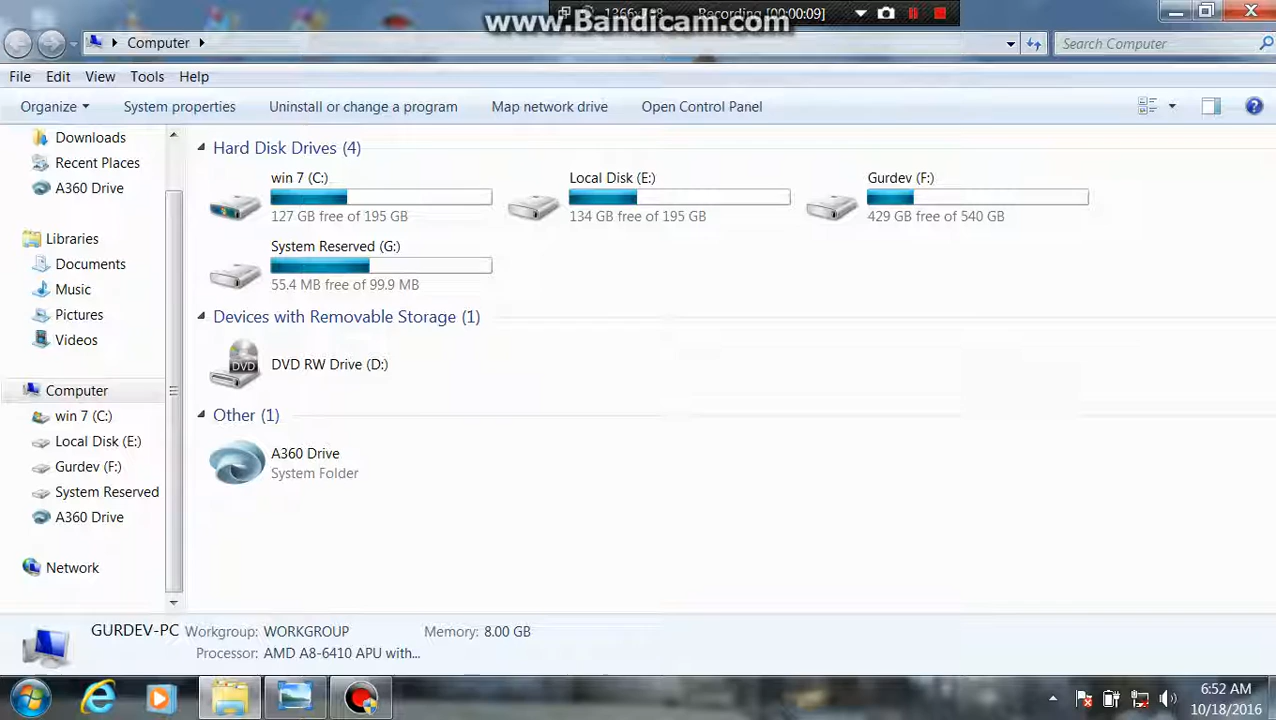 www.Bandicam.com
Recording [00:00:09]
Computer
Search Computer
File Edit View Tools Help
Organize System properties Uninstall or change a program Map network drive Open Control Panel
Downloads
Recent Places
A360 Drive
Libraries
Documents
Music
Pictures
Videos
Computer
win 7 (C:)
Local Disk (E:)
Gurdev (F:)
System Reserved
A360 Drive
Network
Hard Disk Drives (4)
win 7 (C:)
127 GB free of 195 GB
Local Disk (E:)
134 GB free of 195 GB
Gurdev (F:)
429 GB free of 540 GB
System Reserved (G:)
55.4 MB free of 99.9 MB
Devices with Removable Storage (1)
DVD
DVD RW Drive (D:)
Other (1)
A360 Drive
System Folder
GURDEV-PC Workgroup: WORKGROUP Memory: 8.00 GB
Processor: AMD A8-6410 APU with...
6:52 AM
10/18/2016